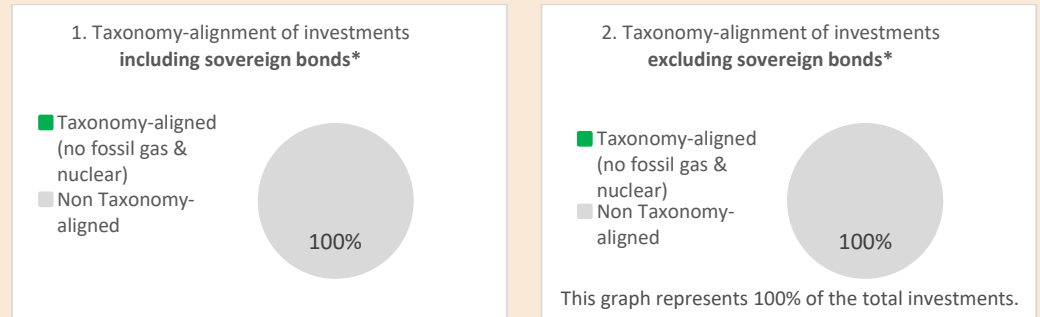 1. Taxonomy-alignment of investments
including sovereign bonds*
Taxonomy-aligned
(no fossil gas &
nuclear)
Non Taxonomy-
aligned
100%
2. Taxonomy-alignment of investments
excluding sovereign bonds*
Taxonomy-aligned
(no fossil gas &
nuclear)
Non Taxonomy-
aligned
100%
This graph represents 100% of the total investments.